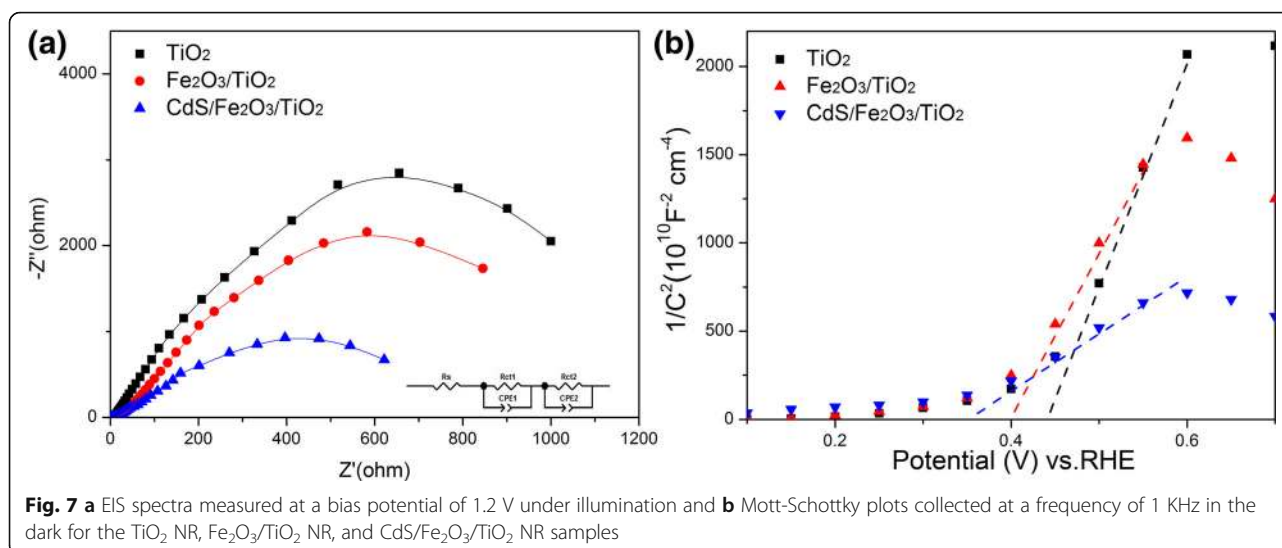 (a)
TiO₂
Fe₂O₃/TiO₂
CdS/Fe₂O₃/TiO₂
4000
2000
0
-Z''(ohm)
Rs
Rct1
CPE1
Rct2
CPE2
0 200 400 600 800 1000 1200
Z'(ohm)
(b)
TiO₂
Fe₂O₃/TiO₂
CdS/Fe₂O₃/TiO₂
2000
1500
1000
500
0
1/C²(10¹⁰F⁻² cm⁻⁴)
0.2 0.4 0.6
Potential (V) vs.RHE
Fig. 7 a EIS spectra measured at a bias potential of 1.2 V under illumination and b Mott-Schottky plots collected at a frequency of 1 KHz in the
dark for the TiO₂ NR, Fe₂O₃/TiO₂ NR, and CdS/Fe₂O₃/TiO₂ NR samples